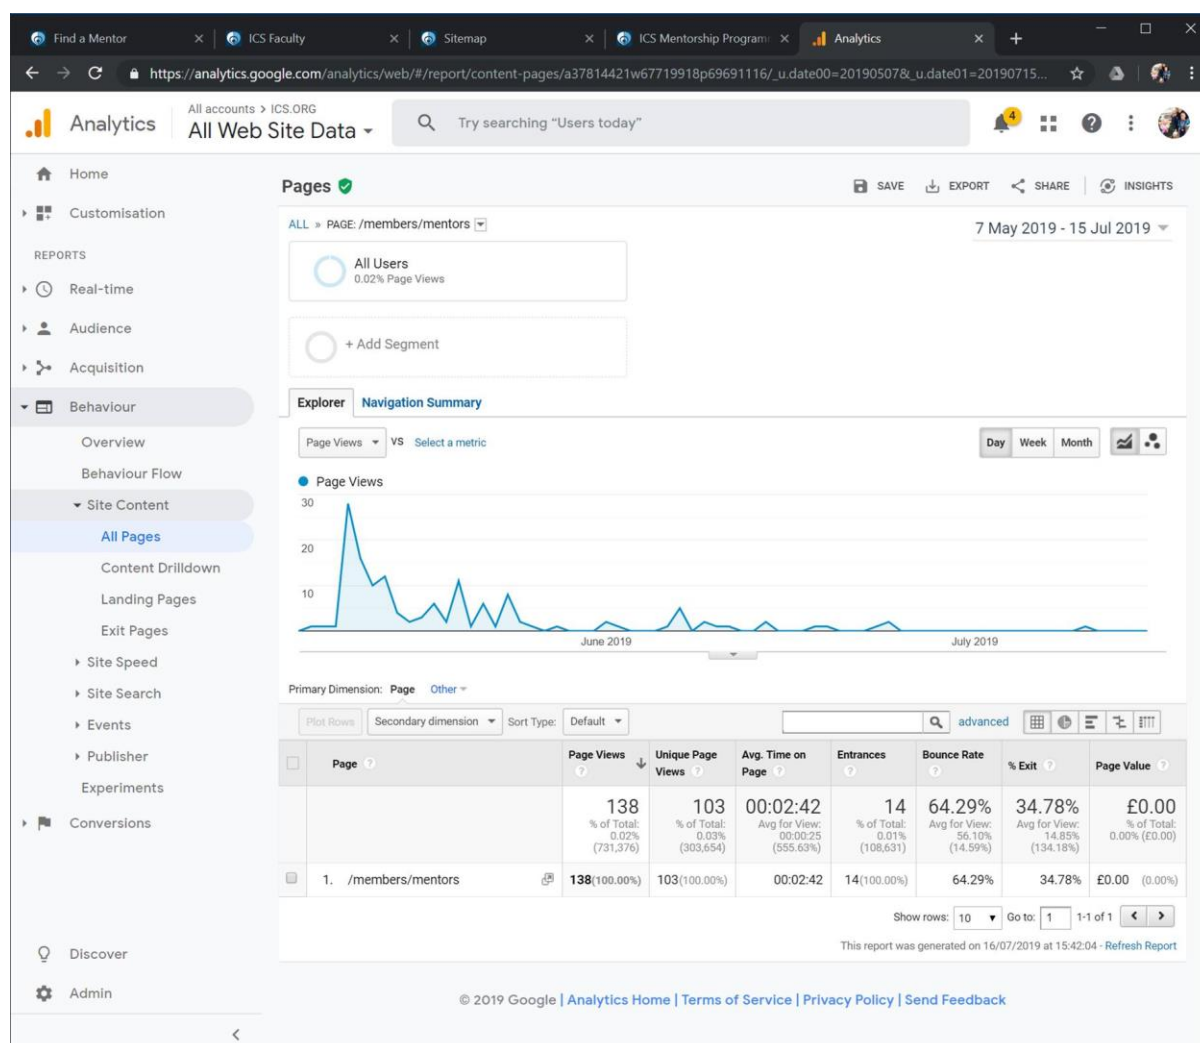 Find a Mentor
ICS Faculty
Sitemap
ICS Mentorship Program
Analytics
https://analytics.google.com/analytics/web/#/report/content-pages/a37814421w67719918p69691116/_u.date00=20190507&_u.date01=20190715...
Analytics
All accounts > ICS.ORG
All Web Site Data
Try searching "Users today"
4
Home
Customisation
REPORTS
Real-time
Audience
Acquisition
Behaviour
Overview
Behaviour Flow
Site Content
All Pages
Content Drilldown
Landing Pages
Exit Pages
Site Speed
Site Search
Events
Publisher
Experiments
Conversions
Discover
Admin
Pages
SAVE EXPORT SHARE INSIGHTS
ALL » PAGE: /members/mentors
7 May 2019 - 15 Jul 2019
All Users
0.02% Page Views
+ Add Segment
Explorer Navigation Summary
Page Views VS Select a metric
Day Week Month
Page Views
30
20
10
June 2019 July 2019
Primary Dimension: Page Other
Plot Rows Secondary dimension Sort Type: Default advanced
Page Page Views Unique Page Views Avg. Time on Page Entrances Bounce Rate % Exit Page Value
138 103 00:02:42 14 64.29% 34.78% £0.00
% of Total: % of Total: Avg for View: % of Total: Avg for View: Avg for View: % of Total:
0.02% 0.03% 00:00:25 0.01% 56.10% 14.85% 0.00% (£0.00)
(731,376) (303,654) (555.63%) (108,631) (14.59%) (134.18%)
1. /members/mentors 138(100.00%) 103(100.00%) 00:02:42 14(100.00%) 64.29% 34.78% £0.00 (0.00%)
Show rows: 10 Go to: 1 1-1 of 1
This report was generated on 16/07/2019 at 15:42:04 - Refresh Report
© 2019 Google | Analytics Home | Terms of Service | Privacy Policy | Send Feedback